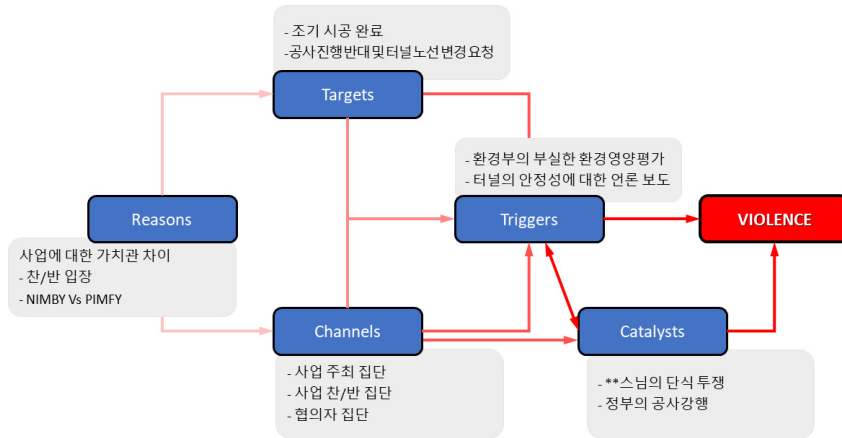 - 조기 시공 완료
-공사진행반대및터널노선변경요청
Targets
- 환경부의 부실한 환경영양평가
- 터널의 안정성에 대한 언론 보도
Reasons
Triggers
VIOLENCE
사업에 대한 가치관 차이
- 찬/반 입장
- NIMBY Vs PIMFY
Channels
Catalysts
- 사업 주최 집단
- 사업 찬/반 집단
- 협의자 집단
- **스님의 단식 투쟁
- 정부의 공사강행